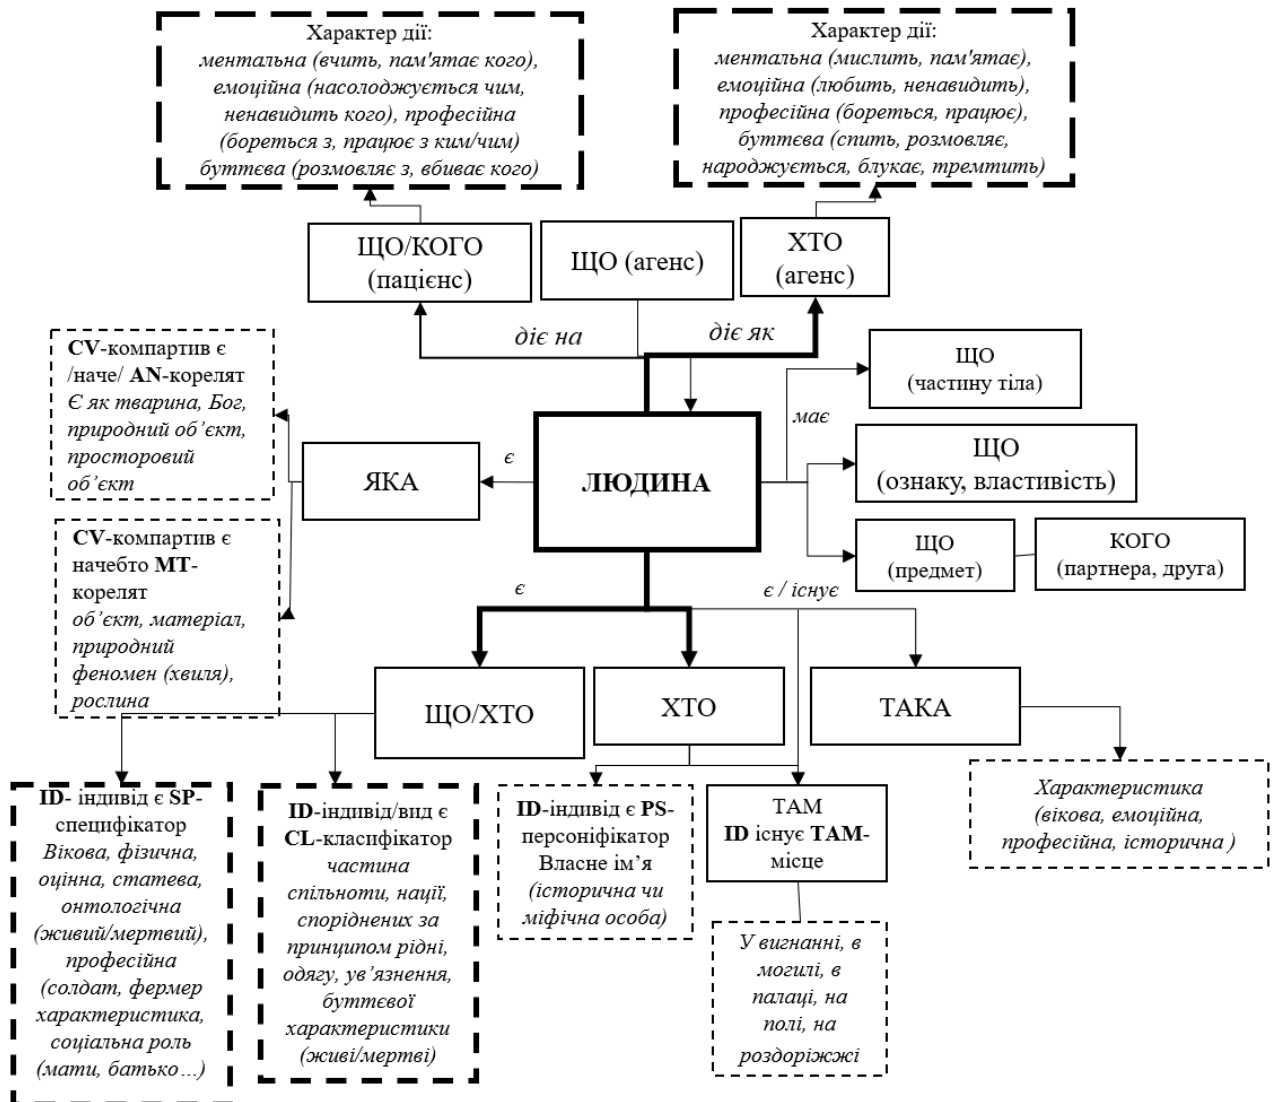 Характер дії:
ментальна (вчить, пам'ятає кого),
емоційна (насолоджується чим,
ненавидить кого), професійна
(бореться з, працює з ким/чим)
буттєва (розмовляє з, вбиває кого)
Характер дії:
ментальна (мислить, пам'ятає),
емоційна (любить, ненавидить),
професійна (бореться, працює),
буттєва (спить, розмовляє,
народжується, блукає, тремтить)
ЩО/КОГО
(пацієнс)
ЩО (агенс)
ХТО
(агенс)
діє на
діє як
CV-компартив є
/наче/ AN-корелят
Є як тварина, Бог,
природний об’єкт,
просторовий
об’єкт
ЯКА
є
ЛЮДИНА
має
ЩО
(частину тіла)
ЩО
(ознаку, властивість)
ЩО
(предмет)
КОГО
(партнера, друга)
CV-компартив є
начебто MT-
корелят
об’єкт, матеріал,
природний
феномен (хвиля),
рослина
є
є / існує
ЩО/ХТО
ХТО
ТАКА
ID- індивід є SP-
специфікатор
Вікова, фізична,
оцінна, статева,
онтологічна
(живий/мертвий),
професійна
(солдат, фермер
характеристика,
соціальна роль
(мати, батько…)
ID-індивід/вид є
CL-класифікатор
частина
спільноти, нації,
споріднених за
принципом рідні,
одягу, ув’язнення,
буттєвої
характеристики
(живі/мертві)
ID-індивід є PS-
персоніфікатор
Власне ім’я
(історична чи
міфічна особа)
ТАМ
ID існує ТАМ-
місце
У вигнанні, в
могилі, в
палаці, на
полі, на
роздоріжжі
Характеристика
(вікова, емоційна,
професійна, історична )